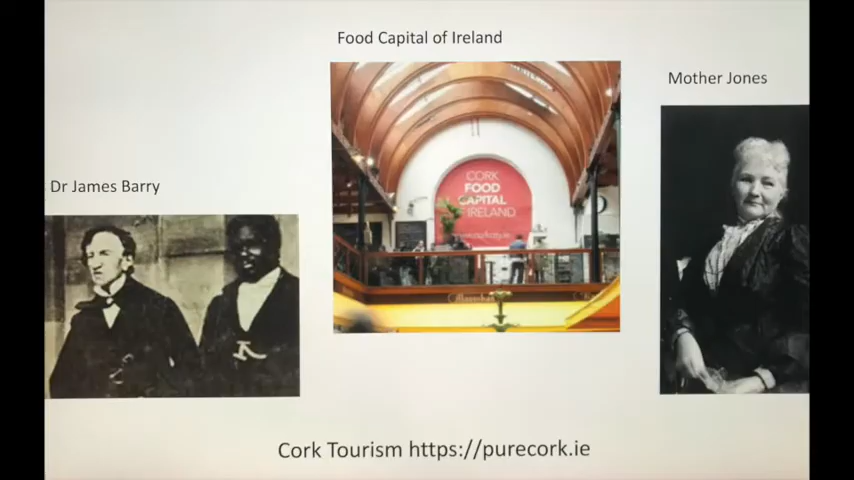 Food Capital of Ireland
Mother Jones
Dr James Barry
CORK
FOOD
CAPITAL
OF IRELAND
Cork Tourism https://purecork.ie